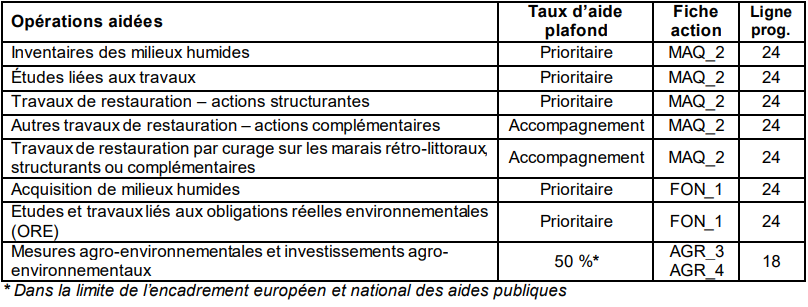 Opérations aidées Taux d'aide plafond Fiche action Ligne prog.
Inventaires des milieux humides Prioritaire MAQ_2 24
Études liées aux travaux Prioritaire MAQ_2 24
Travaux de restauration – actions structurantes Prioritaire MAQ_2 24
Autres travaux de restauration – actions complémentaires Accompagnement MAQ_2 24
Travaux de restauration par curage sur les marais rétro-littoraux, structurants ou complémentaires Accompagnement MAQ_2 24
Acquisition de milieux humides Prioritaire FON_1 24
Etudes et travaux liés aux obligations réelles environnementales (ORE) Prioritaire FON_1 24
Mesures agro-environnementales et investissements agro-environnementaux 50 %* AGR_3 AGR_4 18
* Dans la limite de l'encadrement européen et national des aides publiques